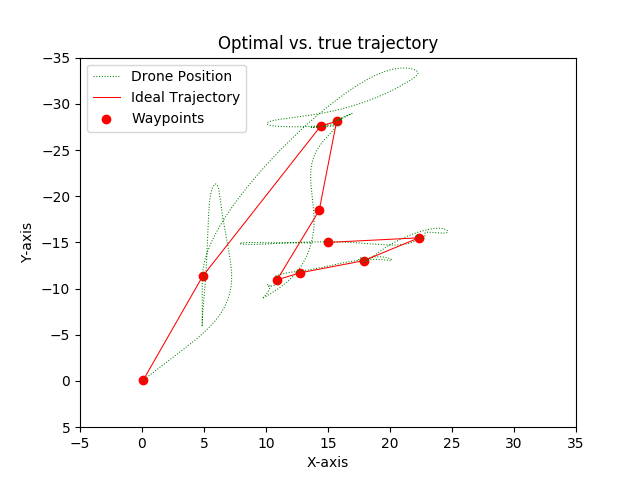 Optimal vs. true trajectory
Drone Position
Ideal Trajectory
Waypoints
Y-axis
−35
−30
−25
−20
−15
−10
−5
0
5
−5 0 5 10 15 20 25 30 35
X-axis